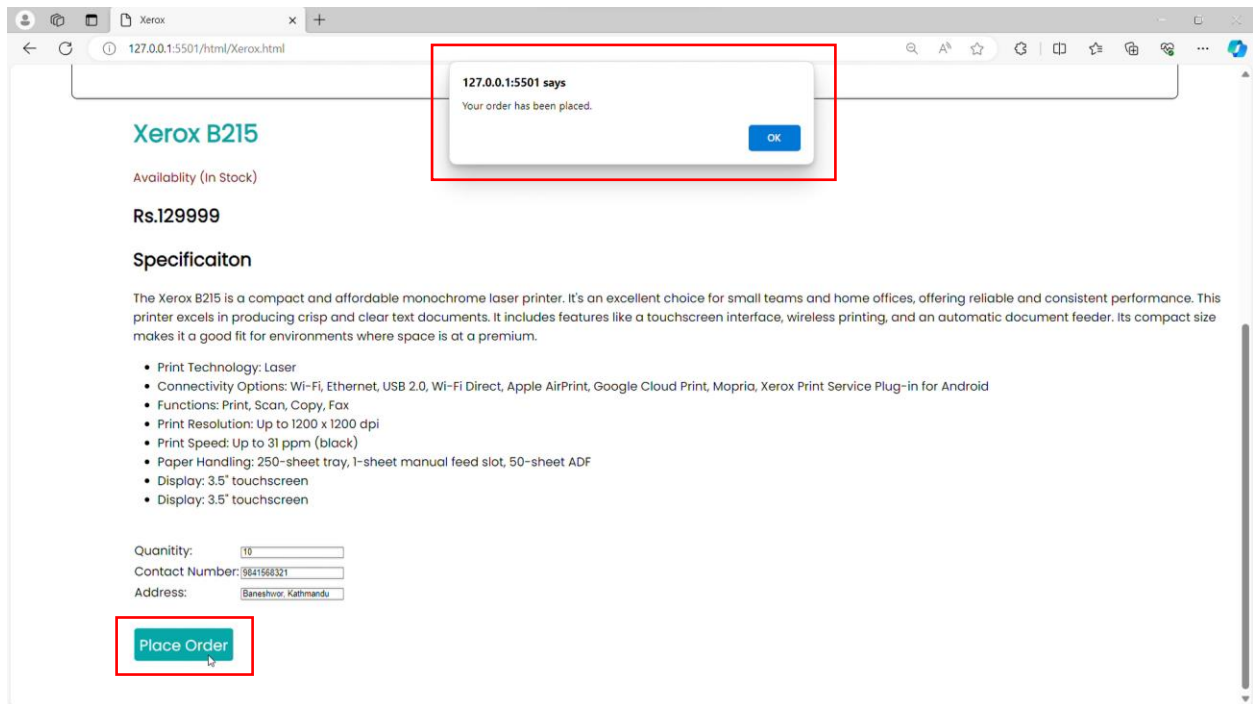 Xerox
127.0.0.1:5501/html/Xerox.html
127.0.0.1:5501 says
Your order has been placed.
OK
Xerox B215
Availablity (In Stock)
Rs.129999
Specificaiton
The Xerox B215 is a compact and affordable monochrome laser printer. It's an excellent choice for small teams and home offices, offering reliable and consistent performance. This
printer excels in producing crisp and clear text documents. It includes features like a touchscreen interface, wireless printing, and an automatic document feeder. Its compact size
makes it a good fit for environments where space is at a premium.
• Print Technology: Laser
• Connectivity Options: Wi-Fi, Ethernet, USB 2.0, Wi-Fi Direct, Apple AirPrint, Google Cloud Print, Mopria, Xerox Print Service Plug-in for Android
• Functions: Print, Scan, Copy, Fax
• Print Resolution: Up to 1200 x 1200 dpi
• Print Speed: Up to 31 ppm (black)
• Paper Handling: 250-sheet tray, 1-sheet manual feed slot, 50-sheet ADF
• Display: 3.5" touchscreen
• Display: 3.5" touchscreen
Quanitity: 10
Contact Number: 9841568321
Address: Baneshwor, Kathmandu
Place Order